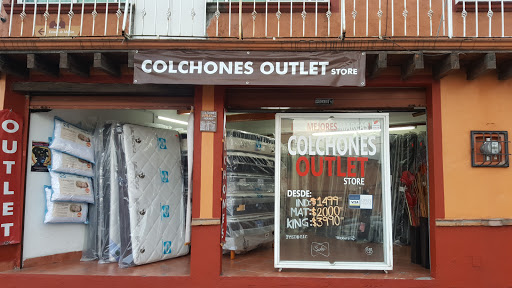 COLCHONES OUTLET STORE
OUTLET
MEJORES
COLCHONES
OUTLET
STORE
DESDE:
IND:$1499
MAT:$2000
KING:$3990
VISA